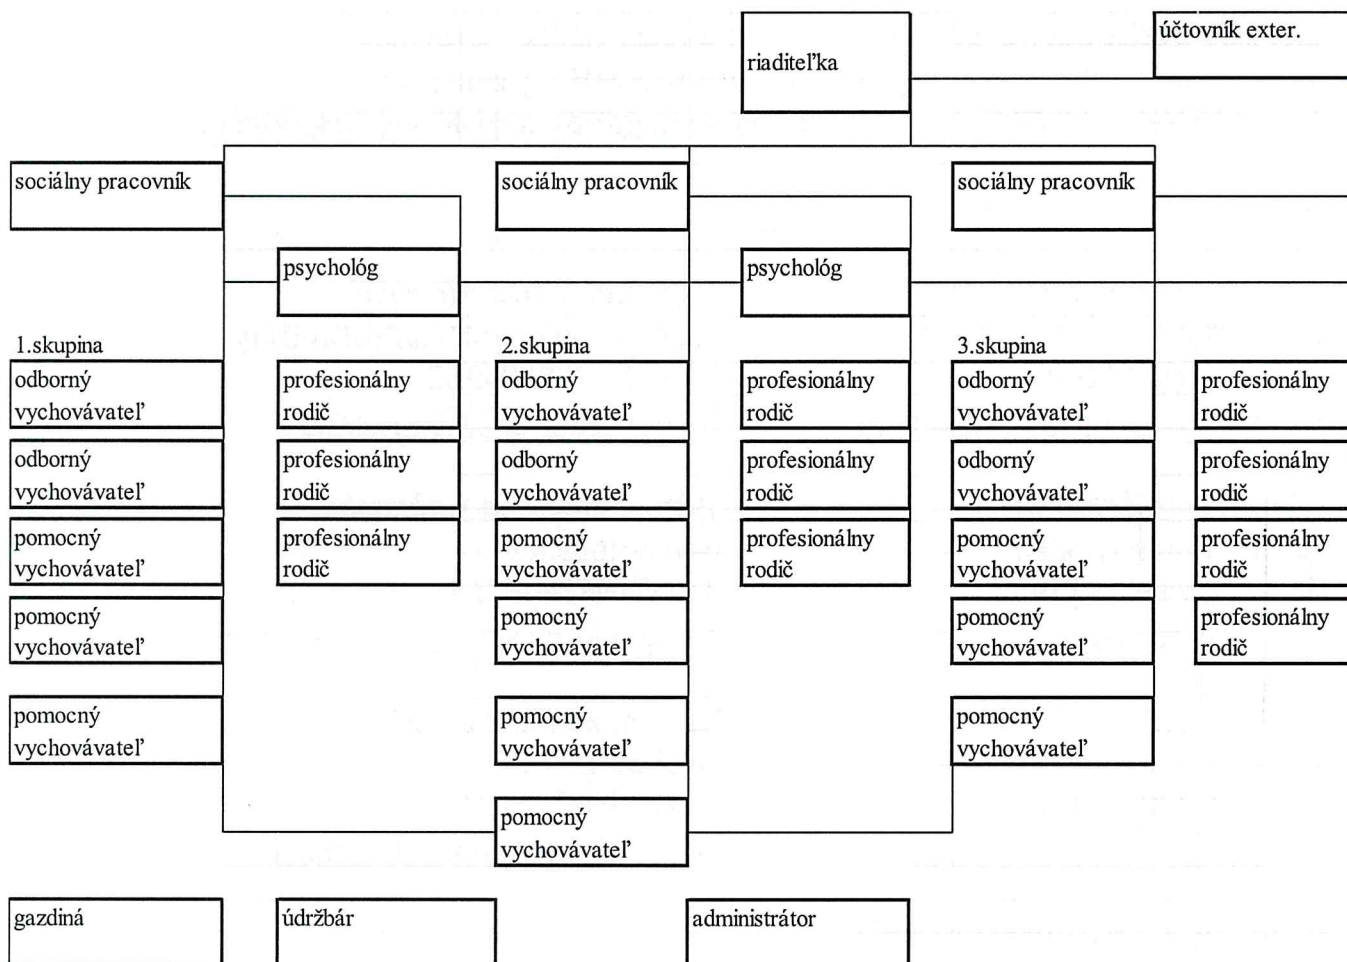 účtovník exter.
riaditeľka
sociálny pracovník
sociálny pracovník
sociálny pracovník
psychológ
psychológ
1.skupina
2.skupina
3.skupina
odborný
vychovávateľ
profesionálny
rodič
odborný
vychovávateľ
profesionálny
rodič
odborný
vychovávateľ
profesionálny
rodič
odborný
vychovávateľ
profesionálny
rodič
odborný
vychovávateľ
profesionálny
rodič
odborný
vychovávateľ
profesionálny
rodič
pomocný
vychovávateľ
profesionálny
rodič
pomocný
vychovávateľ
profesionálny
rodič
pomocný
vychovávateľ
profesionálny
rodič
pomocný
vychovávateľ
pomocný
vychovávateľ
pomocný
vychovávateľ
profesionálny
rodič
pomocný
vychovávateľ
pomocný
vychovávateľ
pomocný
vychovávateľ
pomocný
vychovávateľ
gazdiná
údržbár
administrátor